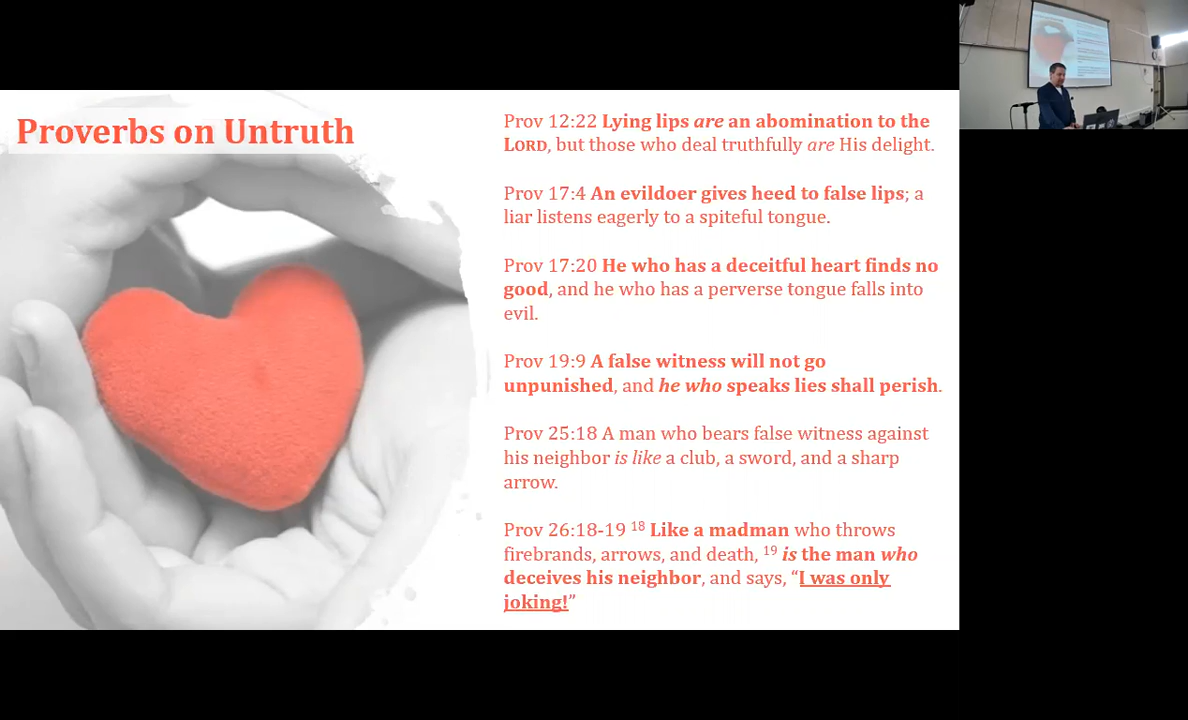 Proverbs on Untruth
Prov 12:22 Lying lips are an abomination to the
LORD, but those who deal truthfully are His delight.
Prov 17:4 An evildoer gives heed to false lips; a
liar listens eagerly to a spiteful tongue.
Prov 17:20 He who has a deceitful heart finds no
good, and he who has a perverse tongue falls into
evil.
Prov 19:9 A false witness will not go
unpunished, and he who speaks lies shall perish.
Prov 25:18 A man who bears false witness against
his neighbor is like a club, a sword, and a sharp
arrow.
Prov 26:18-19 18 Like a madman who throws
firebrands, arrows, and death, 19 is the man who
deceives his neighbor, and says, “I was only
joking!”